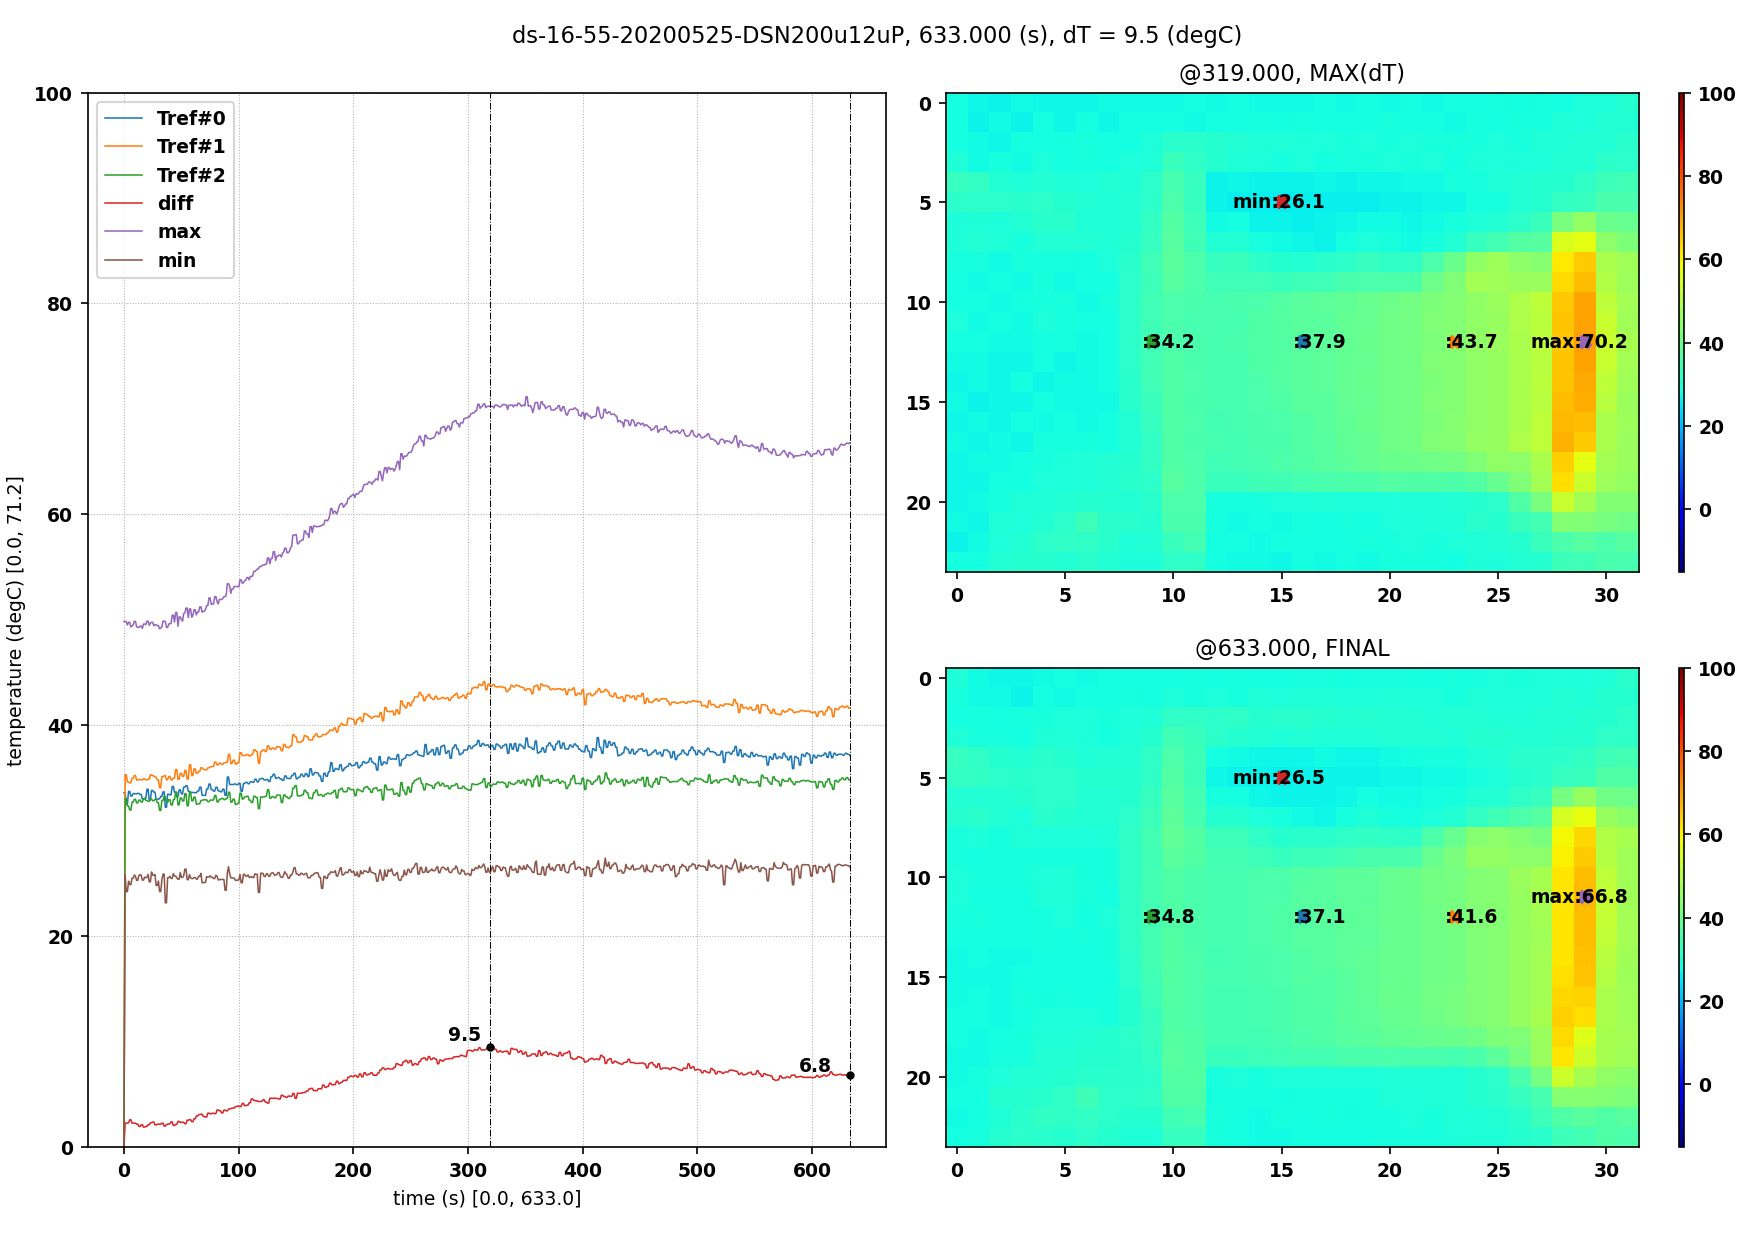 ds-16-55-20200525-DSN200u12uP, 633.000 (s), dT = 9.5 (degC)
temperature (degC) [0.0, 71.2]
100
80
60
40
20
0
Tref#0
Tref#1
Tref#2
diff
max
min
9.5
6.8
0 100 200 300 400 500 600
time (s) [0.0, 633.0]
@319.000, MAX(dT)
0
5
10
15
20
min:26.1
:34.2 :37.9 :43.7 max:70.2
0 5 10 15 20 25 30
100
80
60
40
20
0
@633.000, FINAL
0
5
10
15
20
min:26.5
max:66.8
:34.8 :37.1 :41.6
0 5 10 15 20 25 30
100
80
60
40
20
0